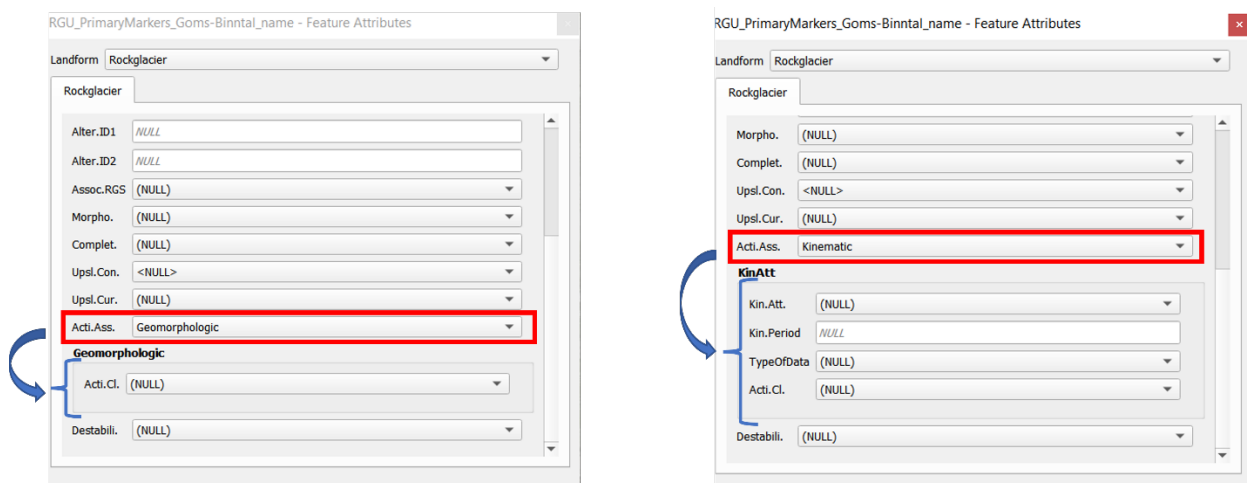 RGU_PrimaryMarkers_Goms-Binntal_name - Feature Attributes
Landform Rockglacier
Rockglacier
Alter.ID1 NULL
Alter.ID2 NULL
Assoc.RGS (NULL)
Morpho. (NULL)
Complet. (NULL)
Upsl.Con. <NULL>
Upsl.Cur. (NULL)
Acti.Ass. Geomorphologic
Geomorphologic
Acti.Cl. (NULL)
Destabili. (NULL)
RGU_PrimaryMarkers_Goms-Binntal_name - Feature Attributes
Landform Rockglacier
Rockglacier
Morpho. (NULL)
Complet. (NULL)
Upsl.Con. <NULL>
Upsl.Cur. (NULL)
Acti.Ass. Kinematic
KinAtt
Kin.Att. (NULL)
Kin.Period NULL
TypeOfData (NULL)
Acti.Cl. (NULL)
Destabili. (NULL)